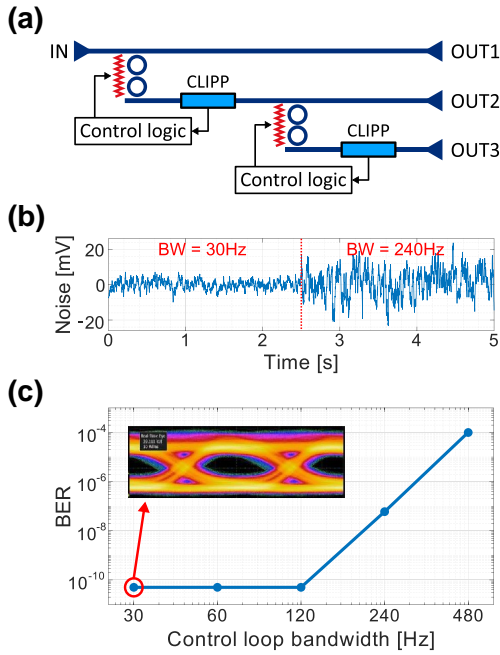 (a)
IN
OUT1
CLIPP
OUT2
Control logic
CLIPP
OUT3
Control logic
(b)
BW = 30Hz
BW = 240Hz
Noise [mV]
20
0
-20
0
1
2
3
4
5
Time [s]
(c)
BER
10-4
10-6
10-8
10-10
30
60
120
240
480
Control loop bandwidth [Hz]